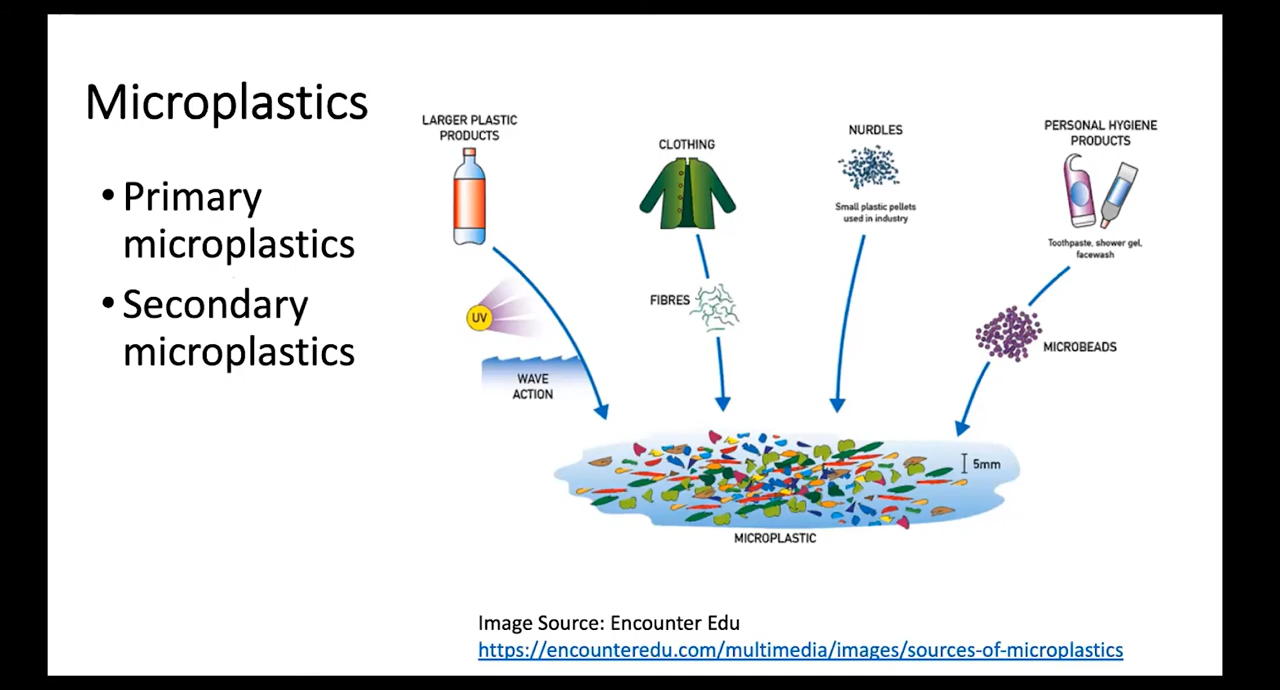 Microplastics
• Primary
microplastics
• Secondary
microplastics
LARGER PLASTIC
PRODUCTS
CLOTHING
NURDLES
Small plastic pellets
used in industry
PERSONAL HYGIENE
PRODUCTS
Toothpaste, shower gel,
facewash
UV
WAVE
ACTION
FIBRES
MICROBEADS
5mm
MICROPLASTIC
Image Source: Encounter Edu
https://encounteredu.com/multimedia/images/sources-of-microplastics